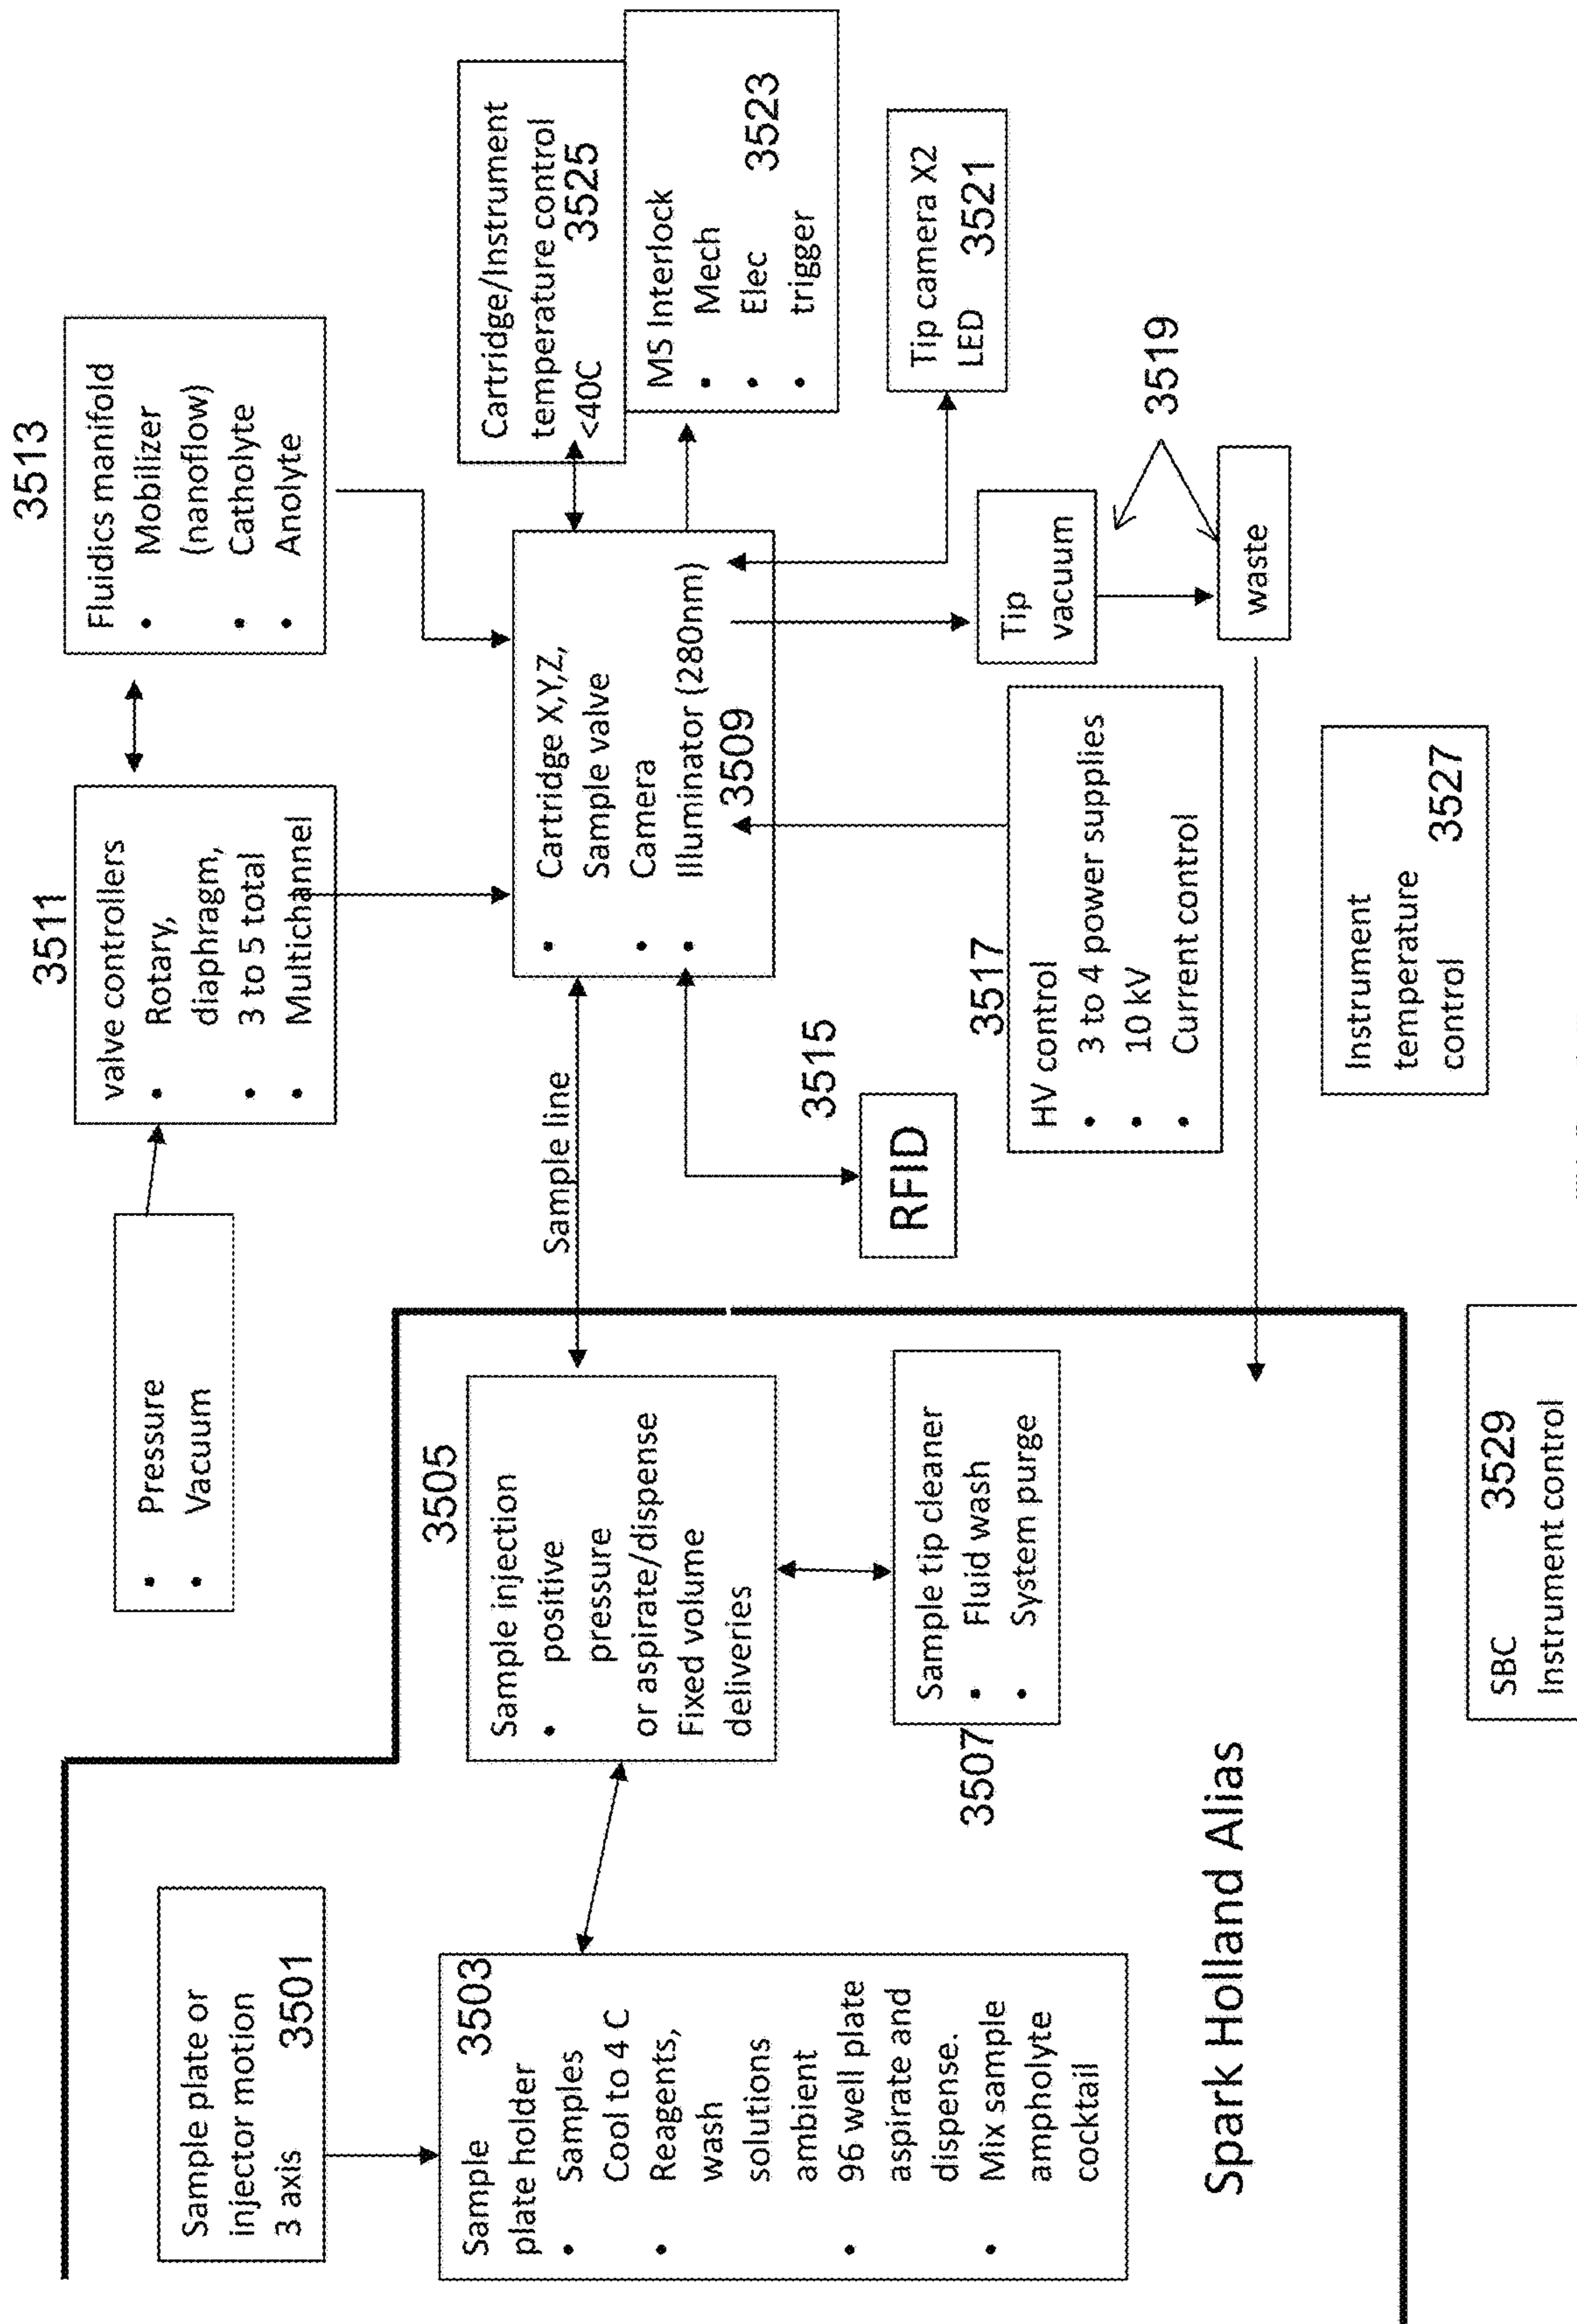 Sample plate or
injector motion
3 axis 3501
Sample 3503
plate holder
• Samples
Cool to 4 C
• Reagents,
wash
solutions
ambient
• 96 well plate
aspirate and
dispense.
• Mix sample
ampholyte
cocktail
Spark Holland Alias
• Pressure
• Vacuum
3505
Sample injection
• positive
pressure
or aspirate/dispense
Fixed volume
deliveries
Sample tip cleaner
• Fluid wash
• System purge
3507
SBC 3529
Instrument control
3511
valve controllers
• Rotary,
diaphragm,
• 3 to 5 total
• Multichannel
Sample line
3515
RFID
3513
Fluidics manifold
• Mobilizer
(nanoflow)
• Catholyte
• Anolyte
• Cartridge X,Y,Z,
Sample valve
• Camera
• Illuminator (280nm)
3509
3517
HV control
• 3 to 4 power supplies
• 10 kV
• Current control
Instrument
temperature
control 3527
Cartridge/Instrument
temperature control
<40C 3525
MS Interlock
• Mech
• Elec 3523
• trigger
Tip camera X2
LED 3521
Tip
vacuum
3519
waste